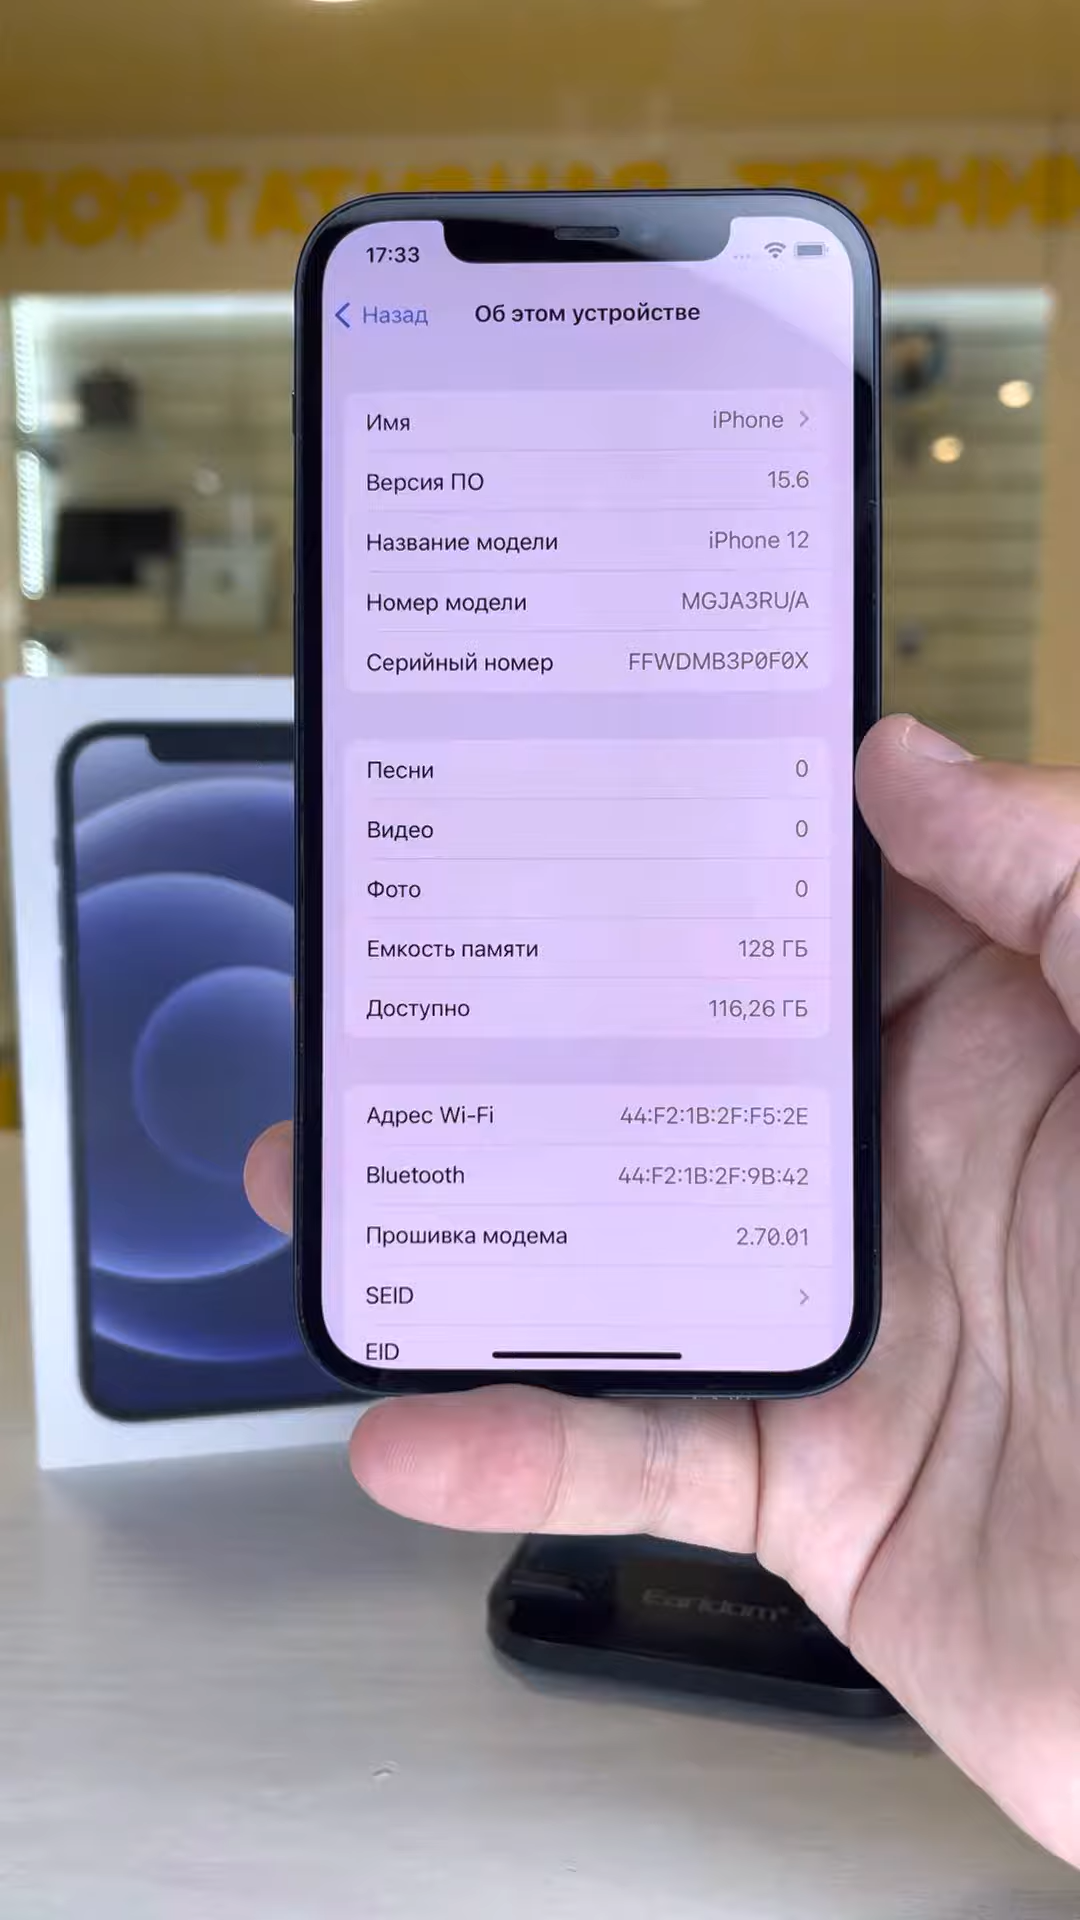 ПОРТАТИВНАЯ ТЕХНИ
17:33
Назад
Об этом устройстве
Имя iPhone
Версия ПО 15.6
Название модели iPhone 12
Номер модели MGJA3RU/A
Серийный номер FFWDMB3P0F0X
Песни 0
Видео 0
Фото 0
Емкость памяти 128 ГБ
Доступно 116,26 ГБ
Адрес Wi-Fi 44:F2:1B:2F:F5:2E
Bluetooth 44:F2:1B:2F:9B:42
Прошивка модема 2.70.01
SEID
EID
Earldom